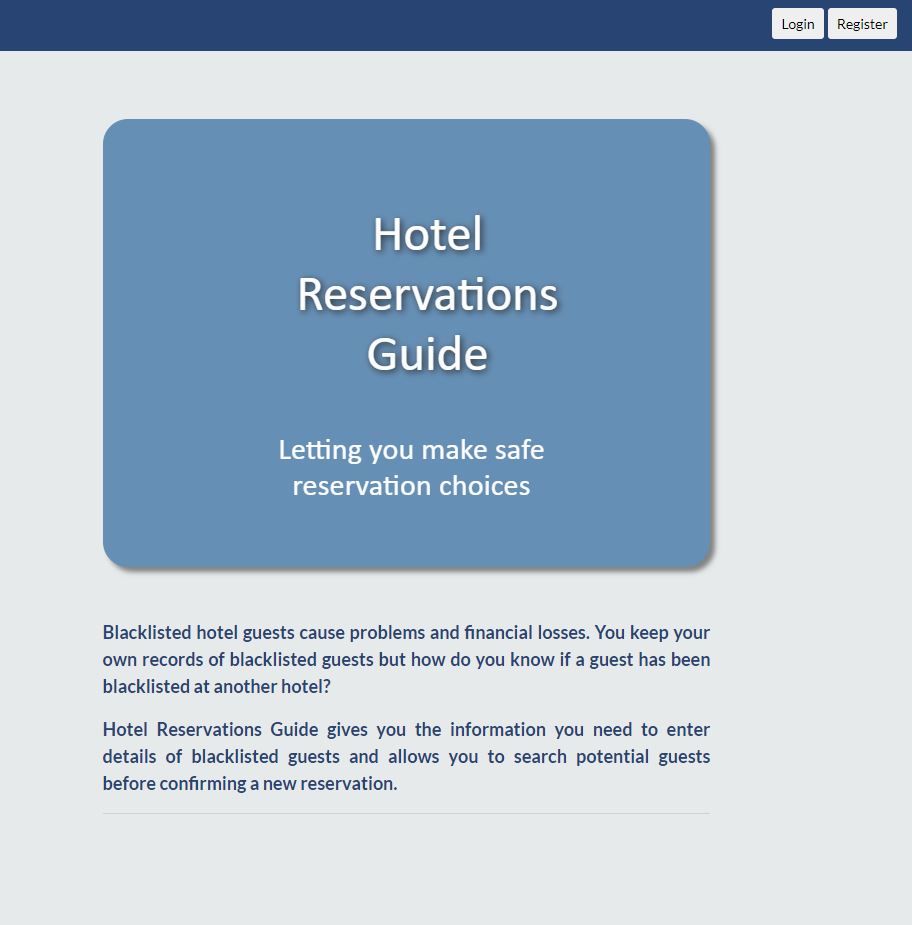 Login Register
Hotel
Reservations
Guide
Letting you make safe
reservation choices
Blacklisted hotel guests cause problems and financial losses. You keep your
own records of blacklisted guests but how do you know if a guest has been
blacklisted at another hotel?
Hotel Reservations Guide gives you the information you need to enter
details of blacklisted guests and allows you to search potential guests
before confirming a new reservation.